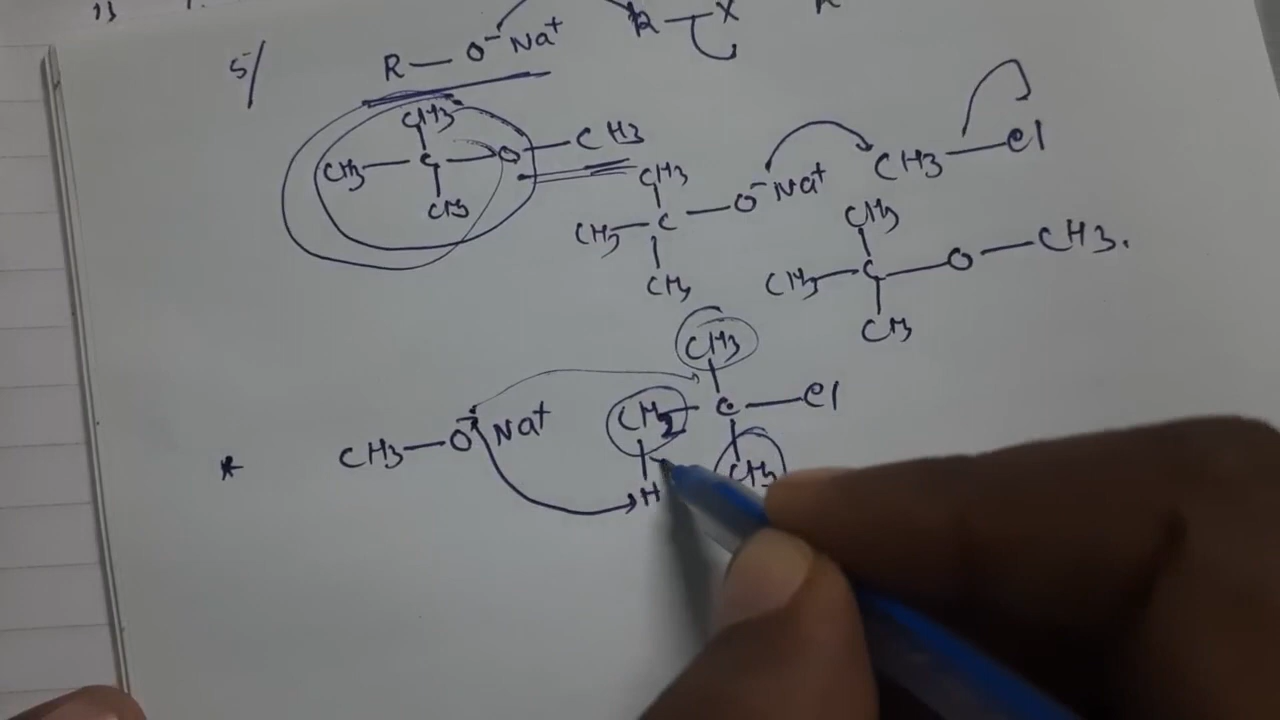 5/ R — O⁻ Na⁺ R — X R
CH3
CH3 — C — O — CH3
CH3
CH3
CH3 — C — O⁻ Na⁺ CH3 — Cl
CH3
CH3
CH3 — C — O — CH3.
CH3
CH3
CH3 — O⁻ Na⁺ CH2 — C — Cl
H CH3